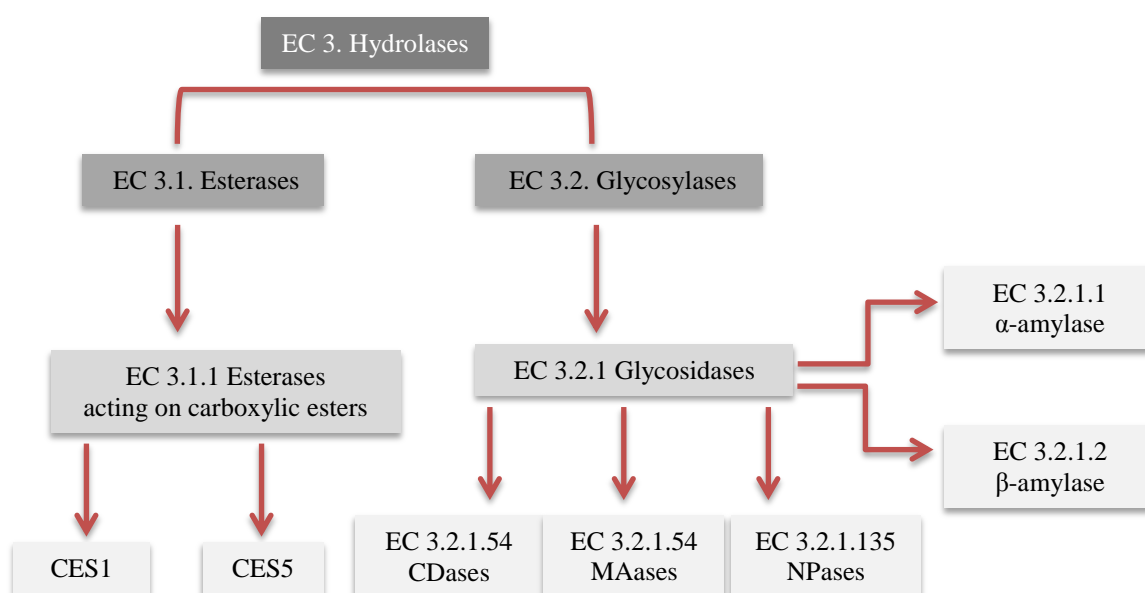 EC 3. Hydrolases
EC 3.1. Esterases
EC 3.2. Glycosylases
EC 3.2.1.1
α-amylase
EC 3.1.1 Esterases
acting on carboxylic esters
EC 3.2.1 Glycosidases
EC 3.2.1.2
β-amylase
CES1
CES5
EC 3.2.1.54
CDases
EC 3.2.1.54
MAases
EC 3.2.1.135
NPases